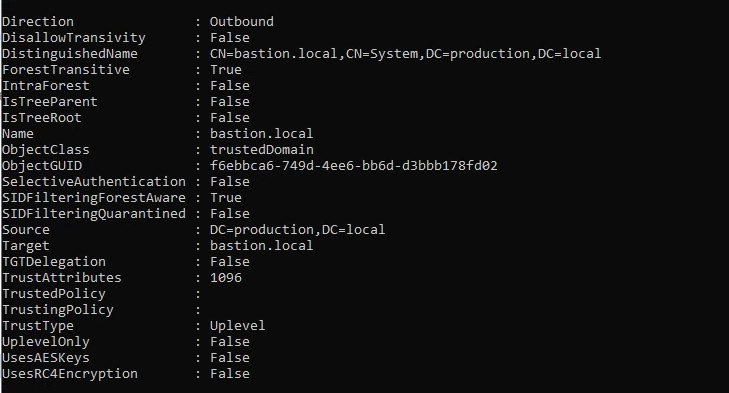 Direction : Outbound
DisallowTransivity : False
DistinguishedName : CN=bastion.local,CN=System,DC=production,DC=local
ForestTransitive : True
IntraForest : False
IsTreeParent : False
IsTreeRoot : False
Name : bastion.local
ObjectClass : trustedDomain
ObjectGUID : f6ebbca6-749d-4ee6-bb6d-d3bbb178fd02
SelectiveAuthentication : False
SIDFilteringForestAware : True
SIDFilteringQuarantined : False
Source : DC=production,DC=local
Target : bastion.local
TGTDelegation : False
TrustAttributes : 1096
TrustedPolicy :
TrustingPolicy :
TrustType : Uplevel
UplevelOnly : False
UsesAESKeys : False
UsesRC4Encryption : False